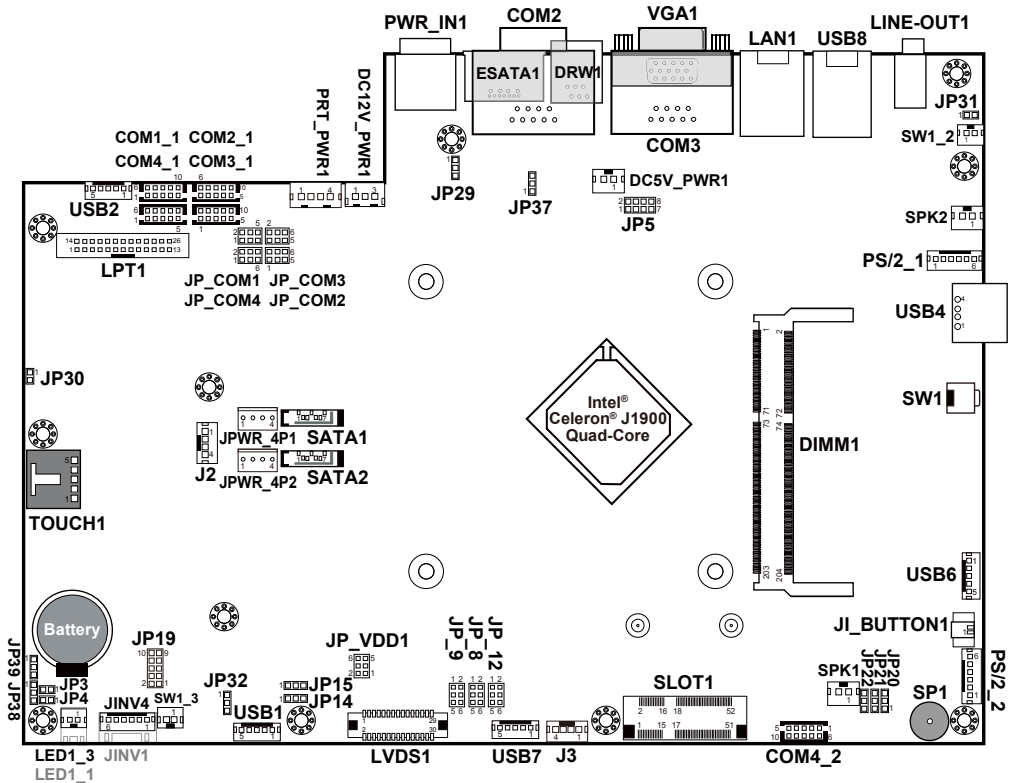 PWR_IN1
COM2
VGA1
LAN1
USB8
LINE-OUT1
ESATA1
DRW1
COM3
JP31
SW1_2
PRT_PWR1
DC12V_PWR1
COM1_1 COM2_1
COM4_1 COM3_1
USB2
JP29
JP37
DC5V_PWR1
JP5
SPK2
LPT1
JP_COM1 JP_COM3
JP_COM4 JP_COM2
PS/2_1
USB4
JP30
Intel®
Celeron® J1900
Quad-Core
SW1
DIMM1
J2
JPWR_4P1
SATA1
JPWR_4P2
SATA2
TOUCH1
USB6
Battery
JP19
JP_VDD1
JP_9
JP_8
JP_12
JI_BUTTON1
JP39
JP38
JP3
JP4
JINV4
SW1_3
JP32
USB1
JP15
JP14
LVDS1
USB7
J3
SLOT1
SPK1
JP22
JP21
JP20
SP1
PS/2_2
COM4_2
LED1_3
LED1_1
JINV1